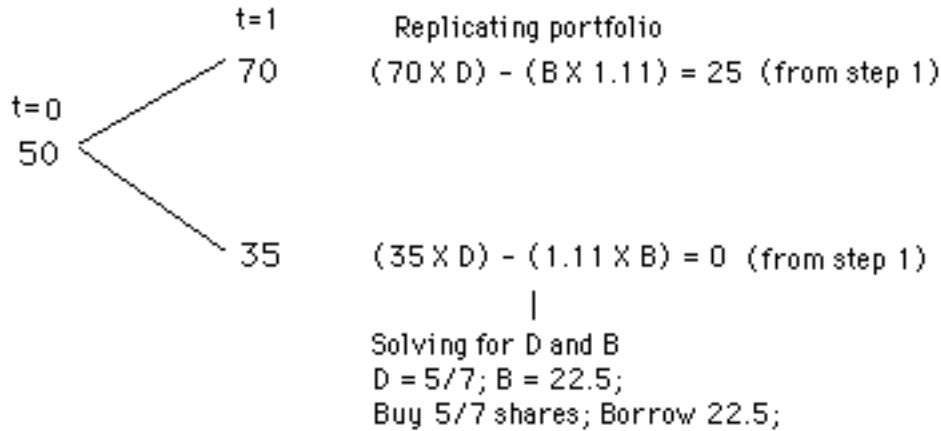 t=1
Replicating portfolio
70 (70 X D) - (B X 1.11) = 25 (from step 1)
t=0
50
35 (35 X D) - (1.11 X B) = 0 (from step 1)
Solving for D and B
D = 5/7; B = 22.5;
Buy 5/7 shares; Borrow 22.5;